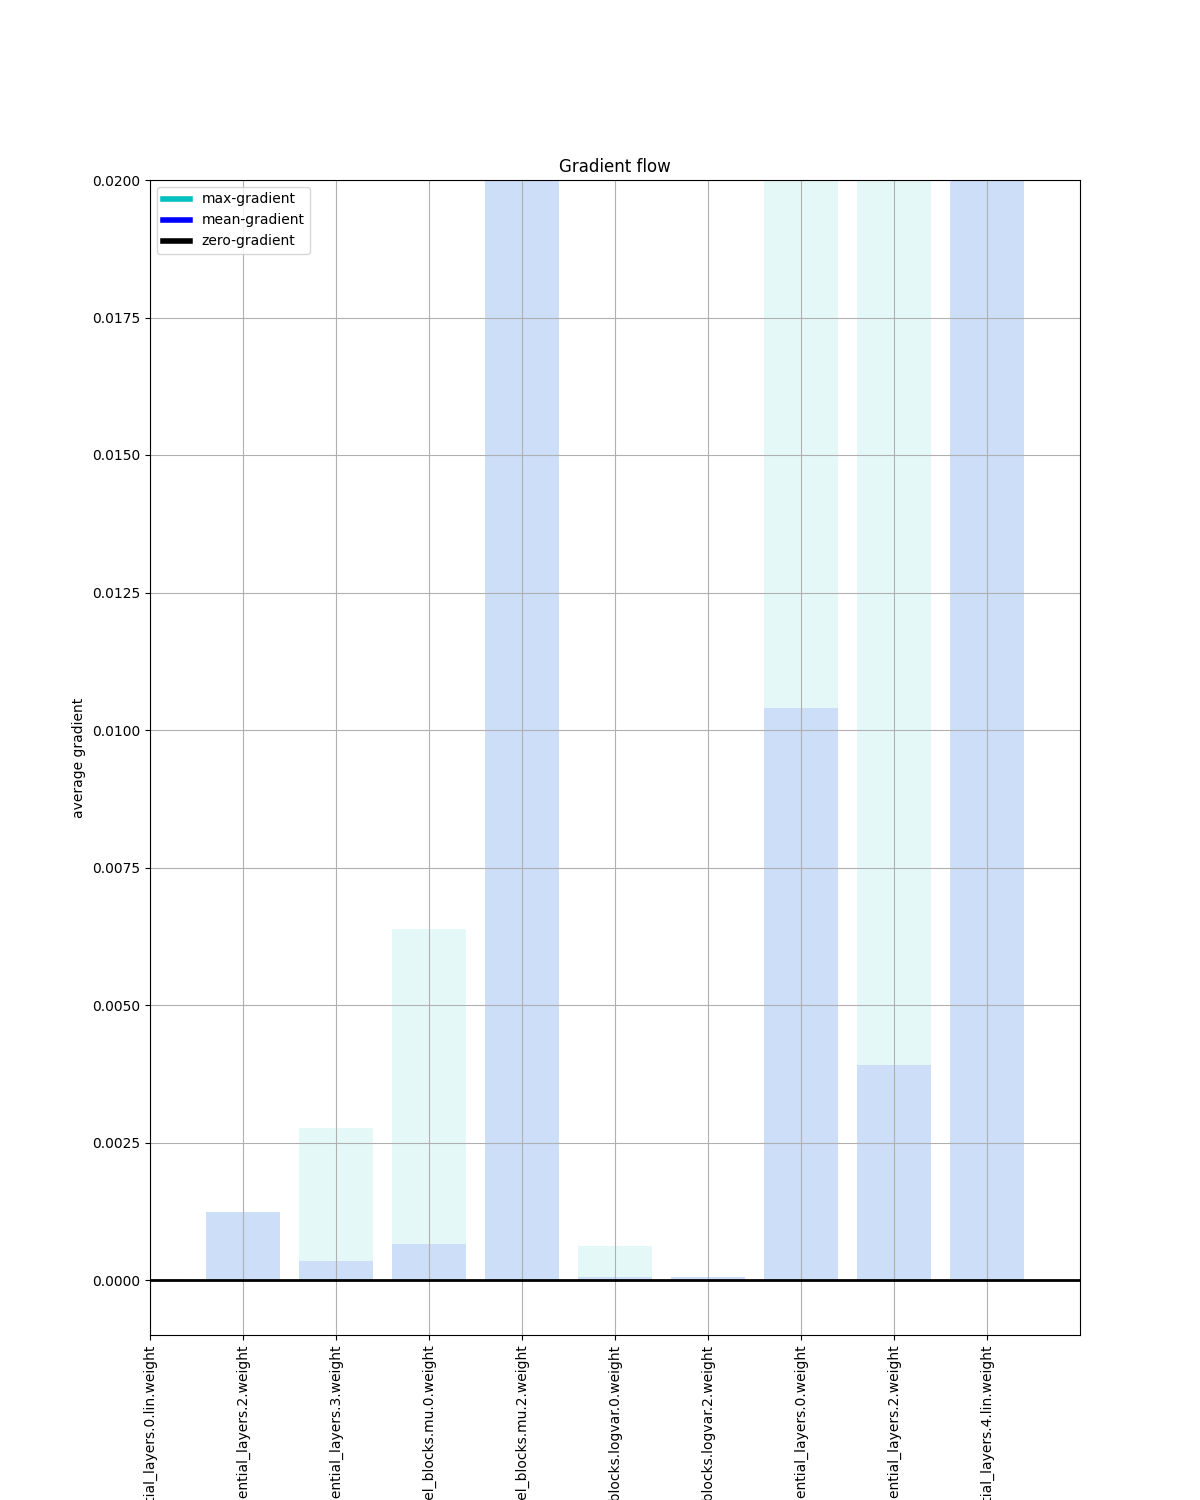 Gradient flow
max-gradient
mean-gradient
zero-gradient
0.0200
0.0175
0.0150
0.0125
0.0100
0.0075
0.0050
0.0025
0.0000
average gradient
tial_layers.0.lin.weight
ential_layers.2.weight
ential_layers.3.weight
el_blocks.mu.0.weight
el_blocks.mu.2.weight
blocks.logvar.0.weight
blocks.logvar.2.weight
ential_layers.0.weight
ential_layers.2.weight
tial_layers.4.lin.weight